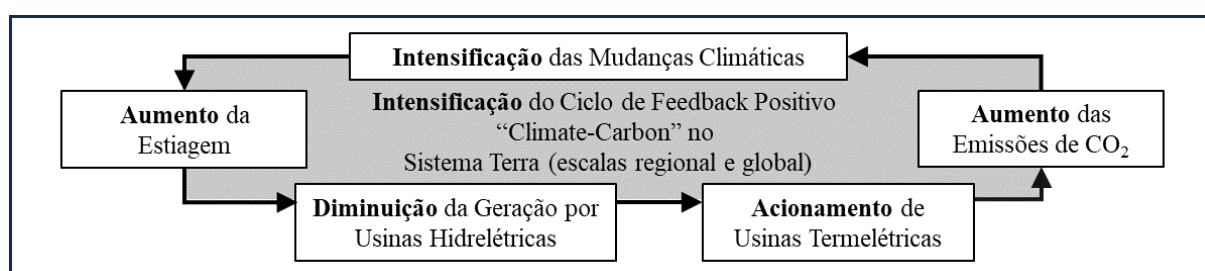 Intensificação das Mudanças Climáticas
Intensificação do Ciclo de Feedback Positivo
“Climate-Carbon” no
Sistema Terra (escalas regional e global)
Aumento da
Estiagem
Aumento das
Emissões de CO₂
Diminuição da Geração por
Usinas Hidrelétricas
Acionamento de
Usinas Termelétricas